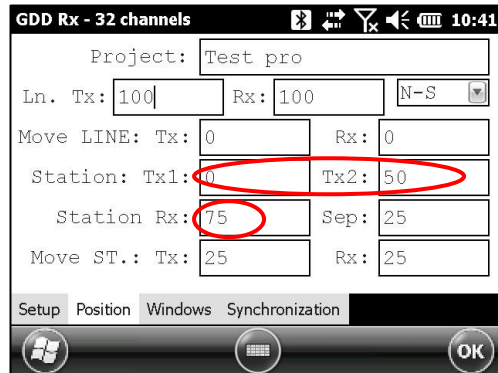 GDD Rx - 32 channels 10:41
Project: Test pro
Ln. Tx: 100 Rx: 100 N-S
Move LINE: Tx: 0 Rx: 0
Station: Tx1: 0 Tx2: 50
Station Rx: 75 Sep: 25
Move ST.: Tx: 25 Rx: 25
Setup Position Windows Synchronization
OK